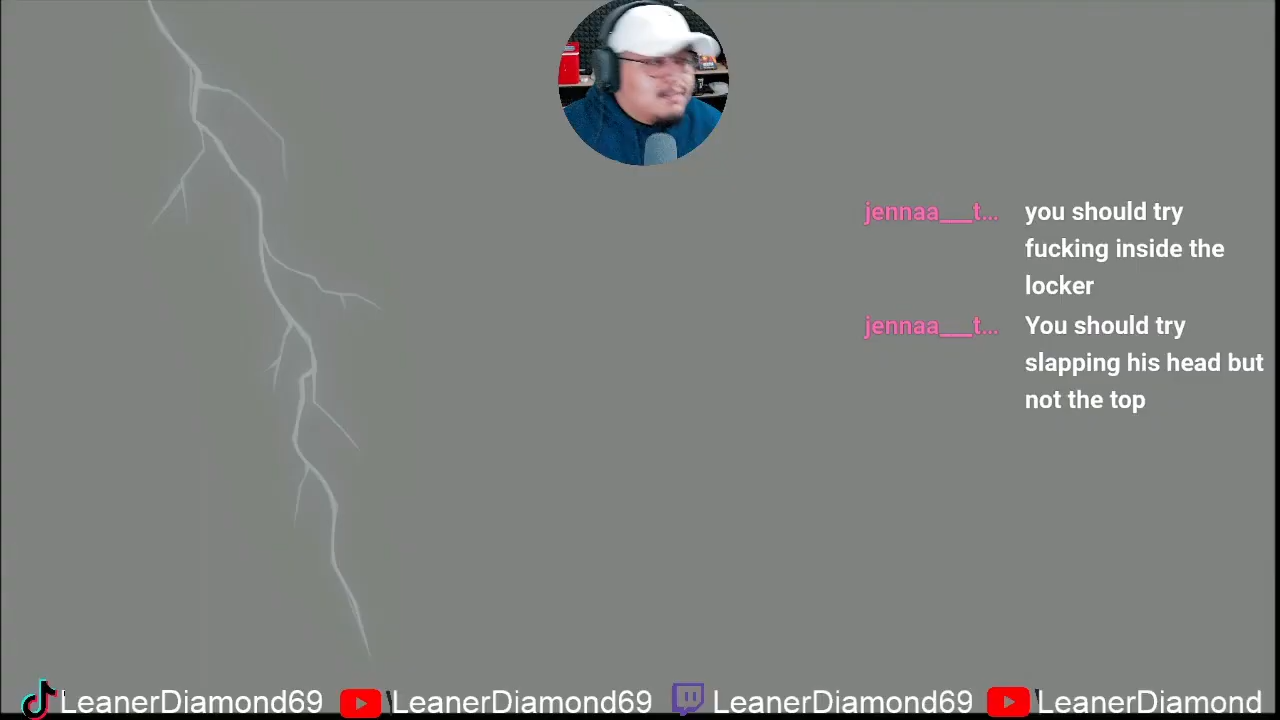 jennaa___t... you should try
fucking inside the
locker
jennaa___t... You should try
slapping his head but
not the top
LeanerDiamond69 \LeanerDiamond69 LeanerDiamond69 \LeanerDiamond